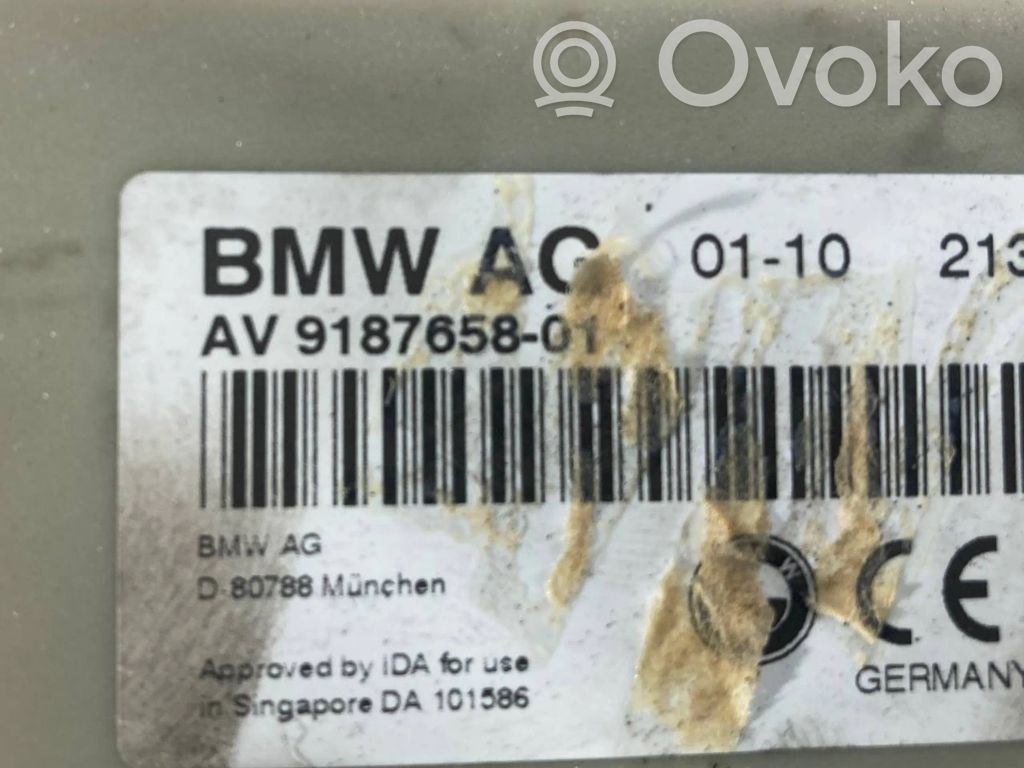 Ovoko
BMW AG 01-10 213
AV 9187658-01
BMW AG
D-80788 München
W
CE
Approved by iDA for use
in Singapore DA 101586
GERMANY